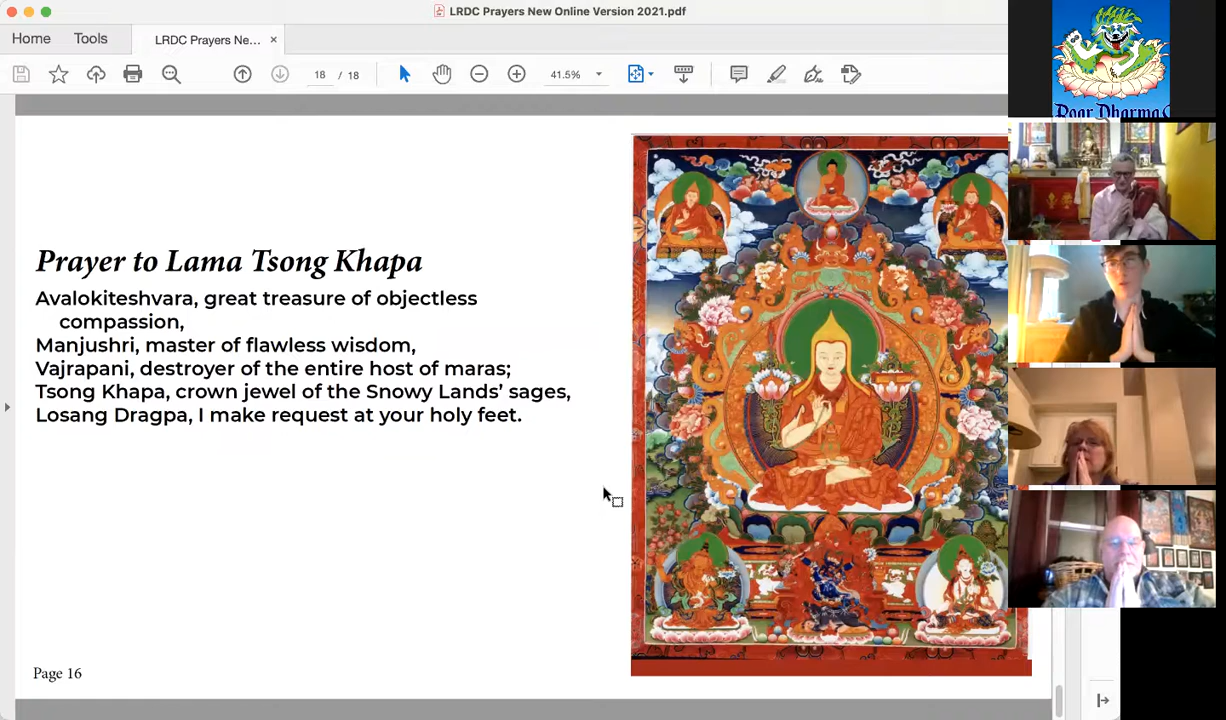 LRDC Prayers New Online Version 2021.pdf
Home
Tools
LRDC Prayers Ne...
18 / 18
41.5%
Prayer to Lama Tsong Khapa
Avalokiteshvara, great treasure of objectless
compassion,
Manjushri, master of flawless wisdom,
Vajrapani, destroyer of the entire host of maras;
Tsong Khapa, crown jewel of the Snowy Lands' sages,
Losang Dragpa, I make request at your holy feet.
Page 16
Roar Dharma